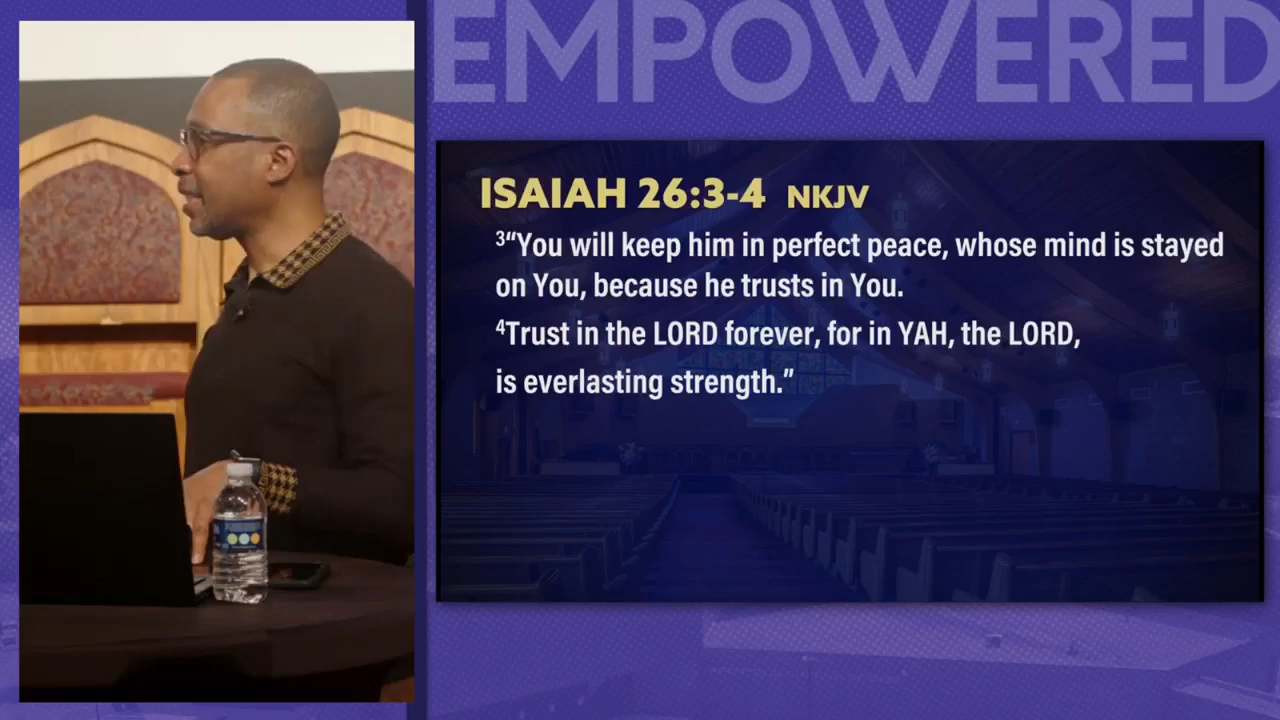 EMPOWERED
ISAIAH 26:3-4 NKJV
3“You will keep him in perfect peace, whose mind is stayed
on You, because he trusts in You.
4Trust in the LORD forever, for in YAH, the LORD,
is everlasting strength.”